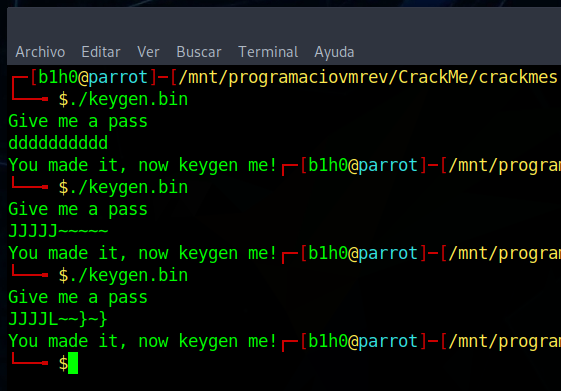 Archivo Editar Ver Buscar Terminal Ayuda
┌─[b1h0@parrot]─[/mnt/programaciovmrev/CrackMe/crackmes
└──╼ $./keygen.bin
Give me a pass
dddddddddd
You made it, now keygen me!┌─[b1h0@parrot]─[/mnt/program
└──╼ $./keygen.bin
Give me a pass
JJJJJ~~~~~
You made it, now keygen me!┌─[b1h0@parrot]─[/mnt/program
└──╼ $./keygen.bin
Give me a pass
JJJJL~~}~}
You made it, now keygen me!┌─[b1h0@parrot]─[/mnt/program
└──╼ $